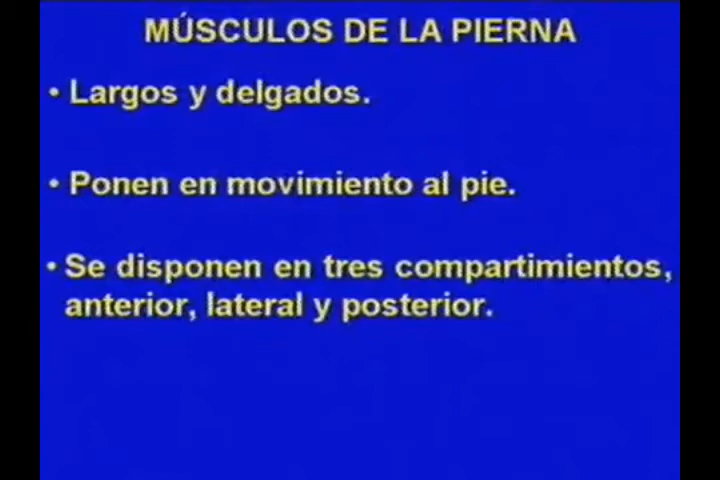 MÚSCULOS DE LA PIERNA
• Largos y delgados.
• Ponen en movimiento al pie.
• Se disponen en tres compartimientos,
anterior, lateral y posterior.